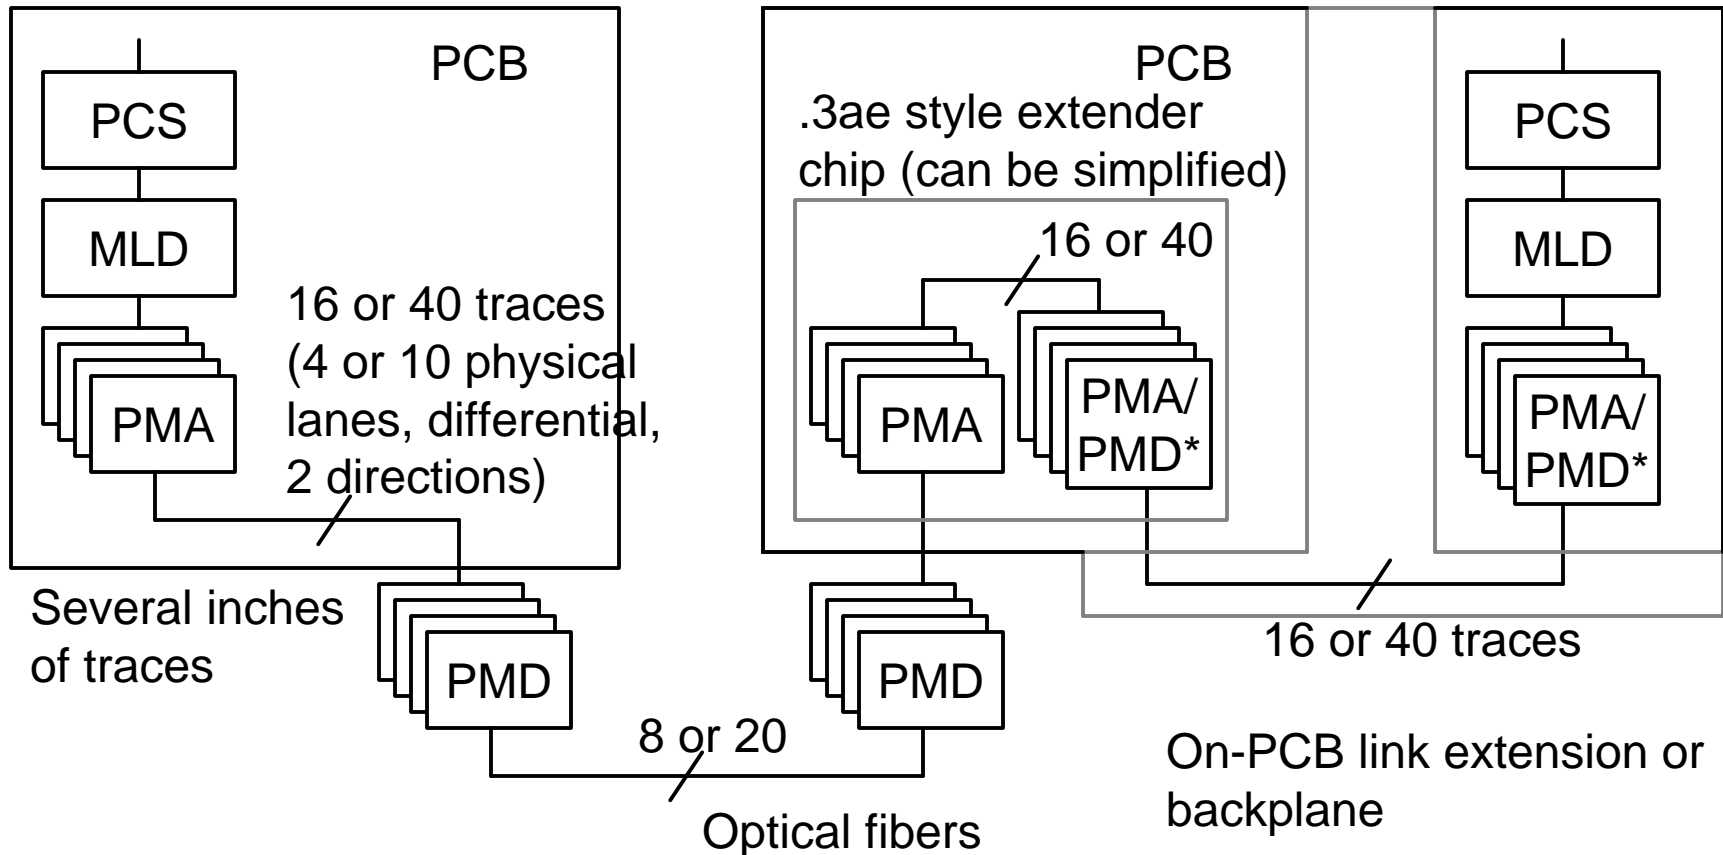 PCB
PCS
MLD
16 or 40 traces
(4 or 10 physical
lanes, differential,
2 directions)
PMA
Several inches
of traces
PMD
8 or 20
Optical fibers
PMD
PCB
.3ae style extender
chip (can be simplified)
16 or 40
PMA
PMA/
PMD*
PCS
MLD
PMA/
PMD*
16 or 40 traces
On-PCB link extension or
backplane